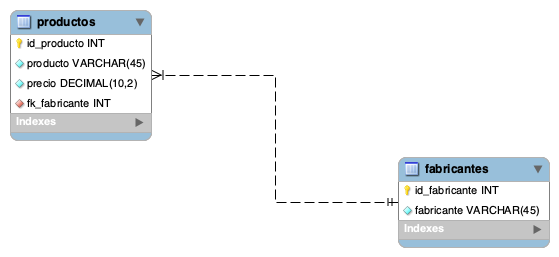 productos
id_producto INT
producto VARCHAR(45)
precio DECIMAL(10,2)
fk_fabricante INT
Indexes
fabricantes
id_fabricante INT
fabricante VARCHAR(45)
Indexes